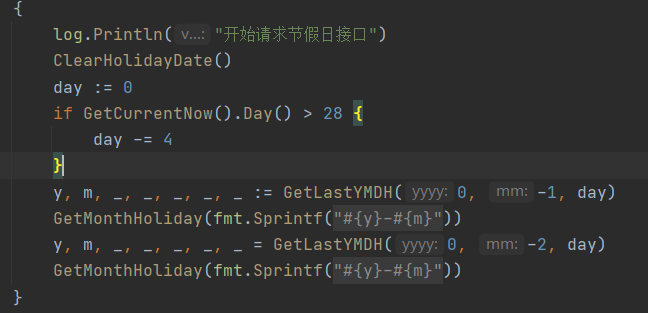 {
log.Println( v...: "开始请求节假日接口")
ClearHolidayDate()
day := 0
if GetCurrentNow().Day() > 28 {
day -= 4
}
y, m, _, _, _, _, _ := GetLastYMDH( yyyy: 0, mm: -1, day)
GetMonthHoliday(fmt.Sprintf("#{y}-#{m}"))
y, m, _, _, _, _, _ = GetLastYMDH( yyyy: 0, mm: -2, day)
GetMonthHoliday(fmt.Sprintf("#{y}-#{m}"))
}